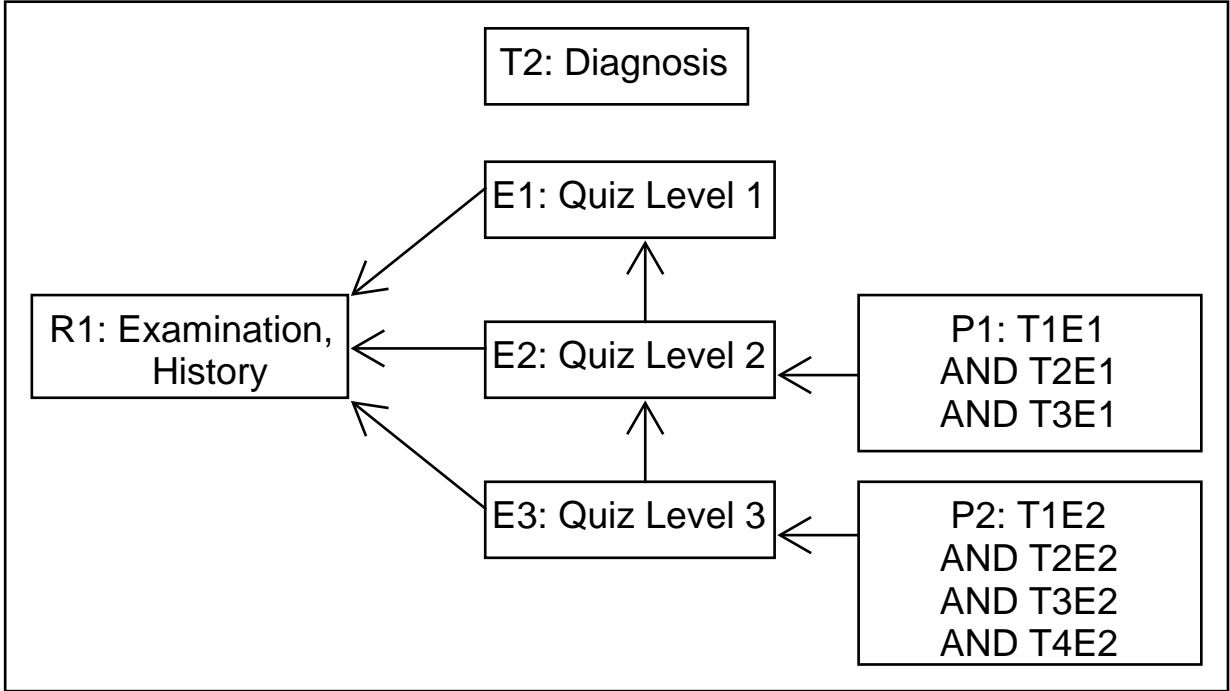 T2: Diagnosis
E1: Quiz Level 1
R1: Examination,
History
E2: Quiz Level 2
E3: Quiz Level 3
P1: T1E1
AND T2E1
AND T3E1
P2: T1E2
AND T2E2
AND T3E2
AND T4E2